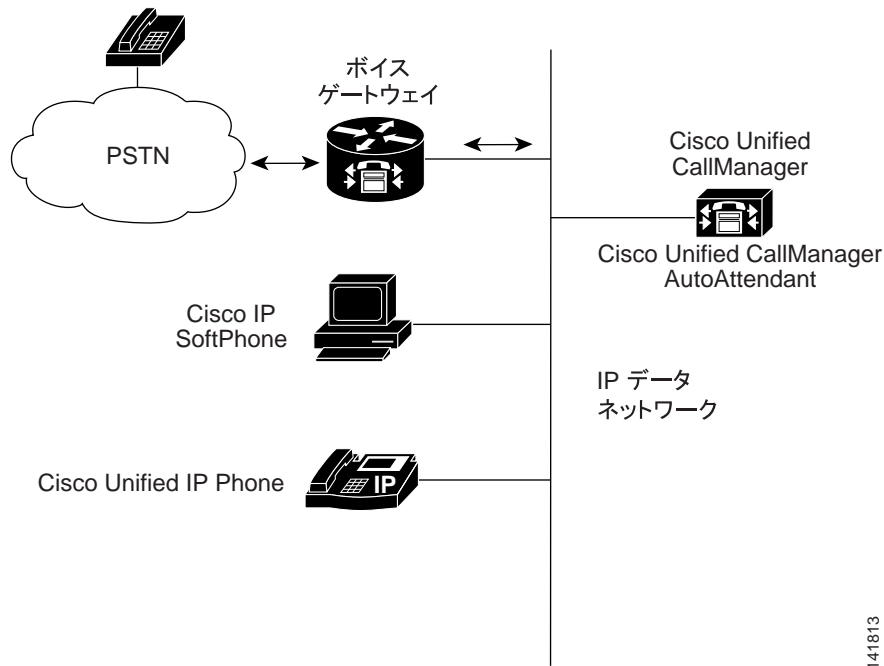 ボイス
ゲートウェイ
PSTN
Cisco Unified
CallManager
Cisco Unified CallManager
AutoAttendant
Cisco IP
SoftPhone
IP データ
ネットワーク
Cisco Unified IP Phone
IP
141813